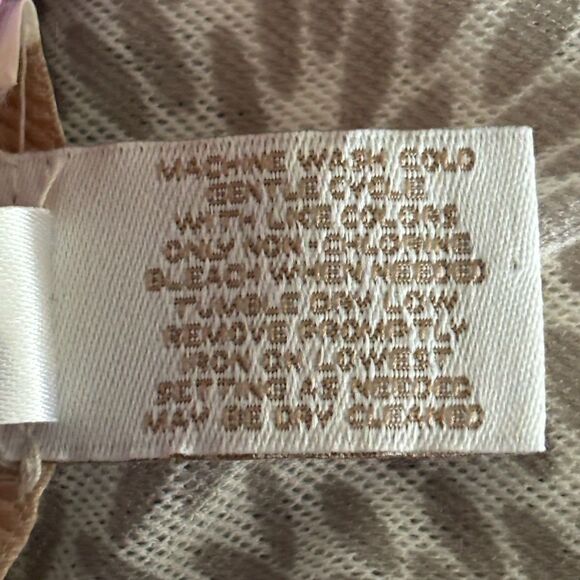 MACHINE WASH COLD
GENTLE CYCLE
WITH LIKE COLORS
ONLY NON-CHLORINE
BLEACH WHEN NEEDED
TUMBLE DRY LOW
REMOVE PROMPTLY
IRON ON LOWEST
SETTING AS NEEDED
MAY BE DRY CLEANED